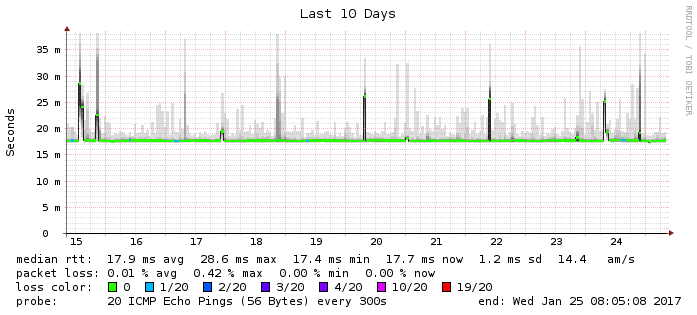 Last 10 Days
RRDTOOL / TOBI OETIKER
Seconds
35 m
30 m
25 m
20 m
15 m
10 m
5 m
0
15 16 17 18 19 20 21 22 23 24
median rtt: 17.9 ms avg 28.6 ms max 17.4 ms min 17.7 ms now 1.2 ms sd 14.4 am/s
packet loss: 0.01 % avg 0.42 % max 0.00 % min 0.00 % now
loss color: 0 1/20 2/20 3/20 4/20 10/20 19/20
probe: 20 ICMP Echo Pings (56 Bytes) every 300s end: Wed Jan 25 08:05:08 2017